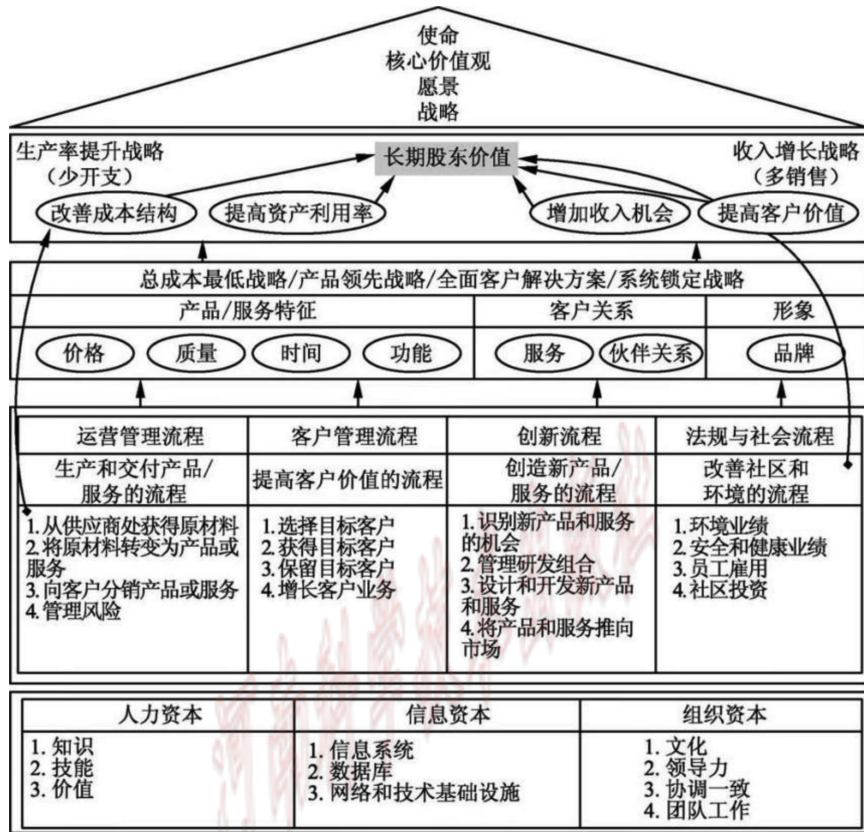 使命
核心价值观
愿景
战略
生产率提升战略
（少开支）
长期股东价值
收入增长战略
（多销售）
改善成本结构
提高资产利用率
增加收入机会
提高客户价值
总成本最低战略/产品领先战略/全面客户解决方案/系统锁定战略
产品/服务特征
客户关系
形象
价格
质量
时间
功能
服务
伙伴关系
品牌
运营管理流程
客户管理流程
创新流程
法规与社会流程
生产和交付产品/
服务的流程
提高客户价值的流程
创造新产品/
服务的流程
改善社区和
环境的流程
1.从供应商处获得原材料
2.将原材料转变为产品或
服务
3.向客户分销产品或服务
4.管理风险
1.选择目标客户
2.获得目标客户
3.保留目标客户
4.增长客户业务
1.识别新产品和服务
的机会
2.管理研发组合
3.设计和开发新产品
和服务
4.将产品和服务推向
市场
1.环境业绩
2.安全和健康业绩
3.员工雇用
4.社区投资
人力资本
信息资本
组织资本
1. 知识
2. 技能
3. 价值
1. 信息系统
2. 数据库
3. 网络和技术基础设施
1. 文化
2. 领导力
3. 协调一致
4. 团队工作